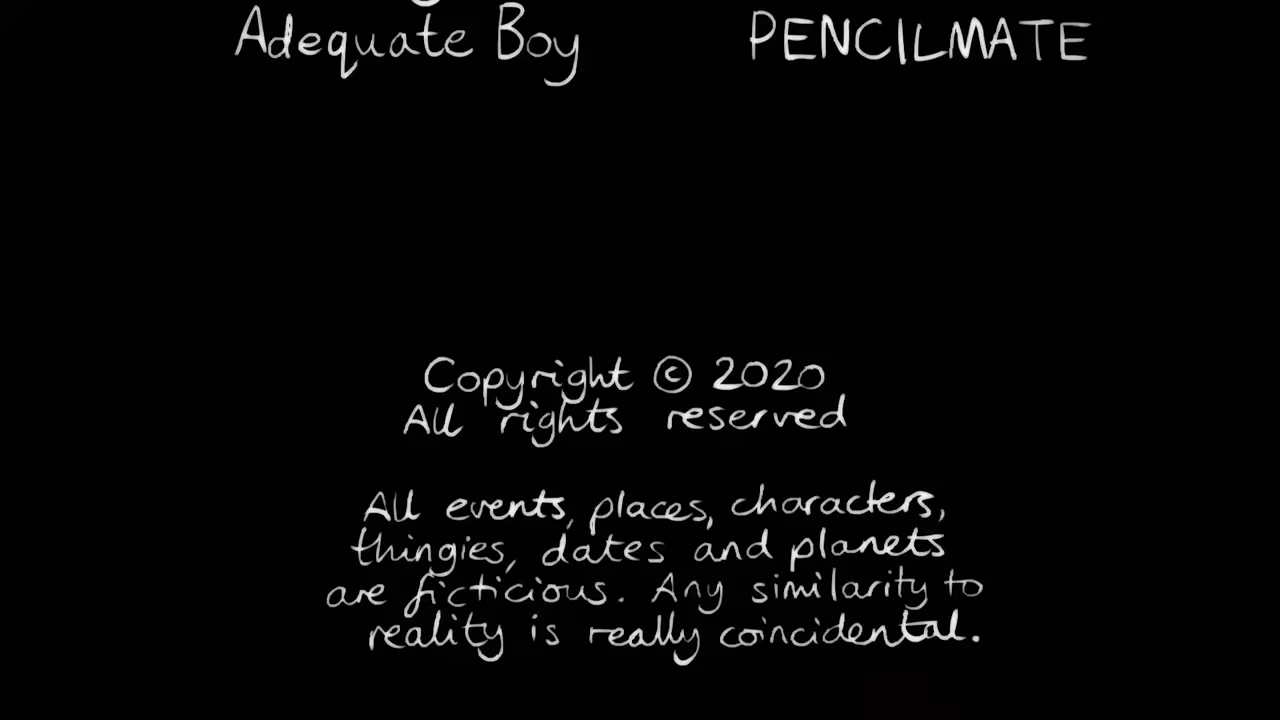 Adequate Boy PENCILMATE
Copyright © 2020
All rights reserved
All events, places, characters,
thingies, dates and planets
are ficticious. Any similarity to
reality is really coincidental.